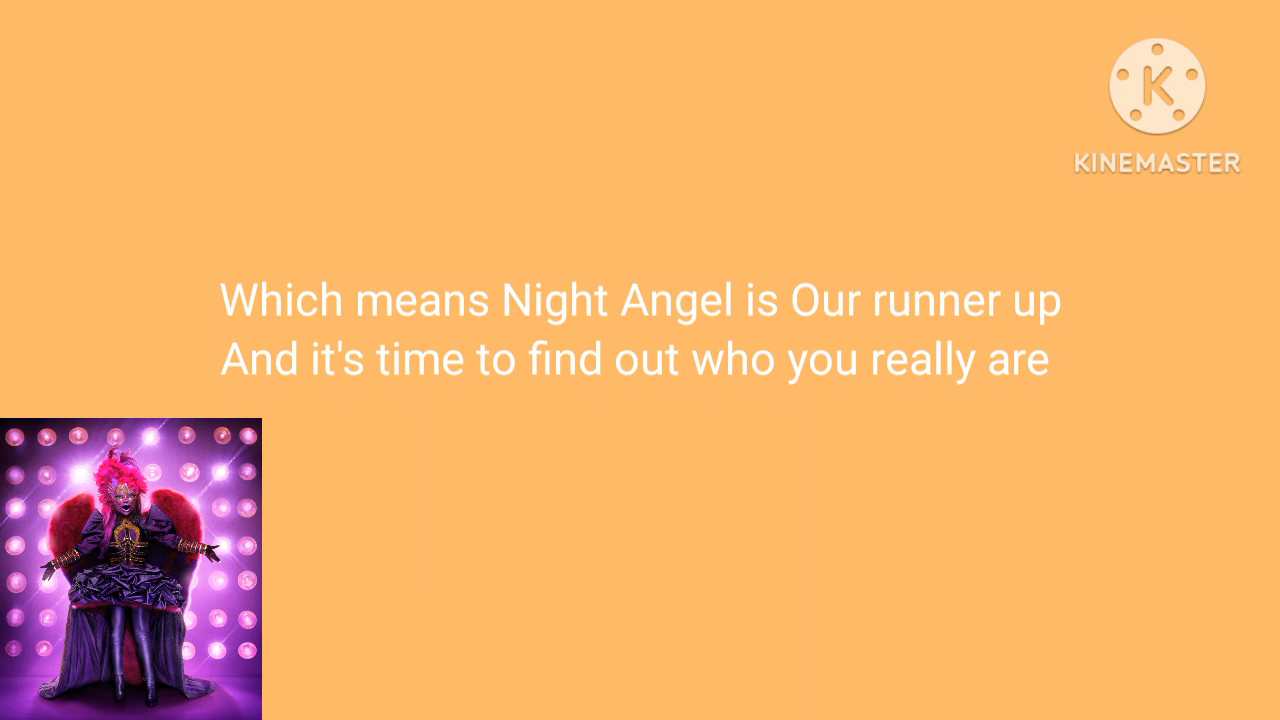 K
KINEMASTER
Which means Night Angel is Our runner up
And it's time to find out who you really are